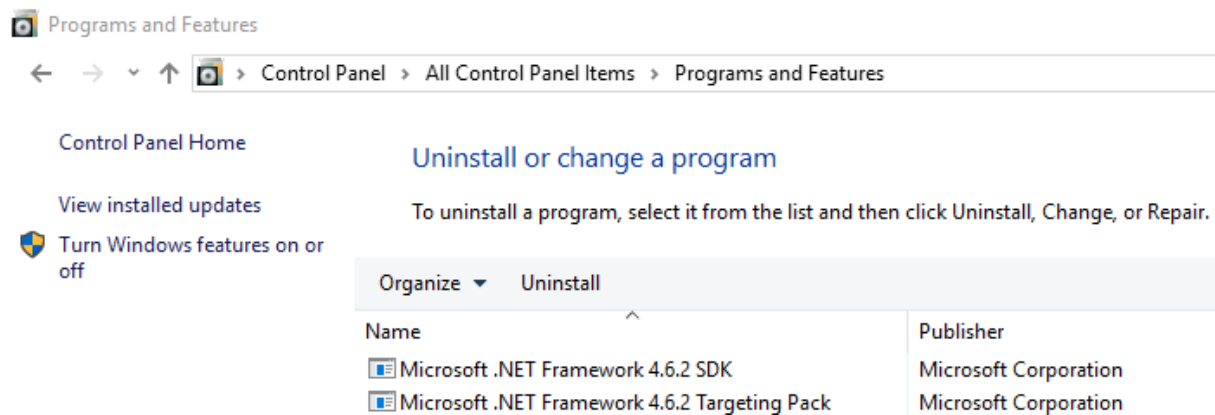 Programs and Features
Control Panel > All Control Panel Items > Programs and Features
Control Panel Home
Uninstall or change a program
View installed updates
To uninstall a program, select it from the list and then click Uninstall, Change, or Repair.
Turn Windows features on or
off
Organize Uninstall
Name Publisher
Microsoft .NET Framework 4.6.2 SDK Microsoft Corporation
Microsoft .NET Framework 4.6.2 Targeting Pack Microsoft Corporation